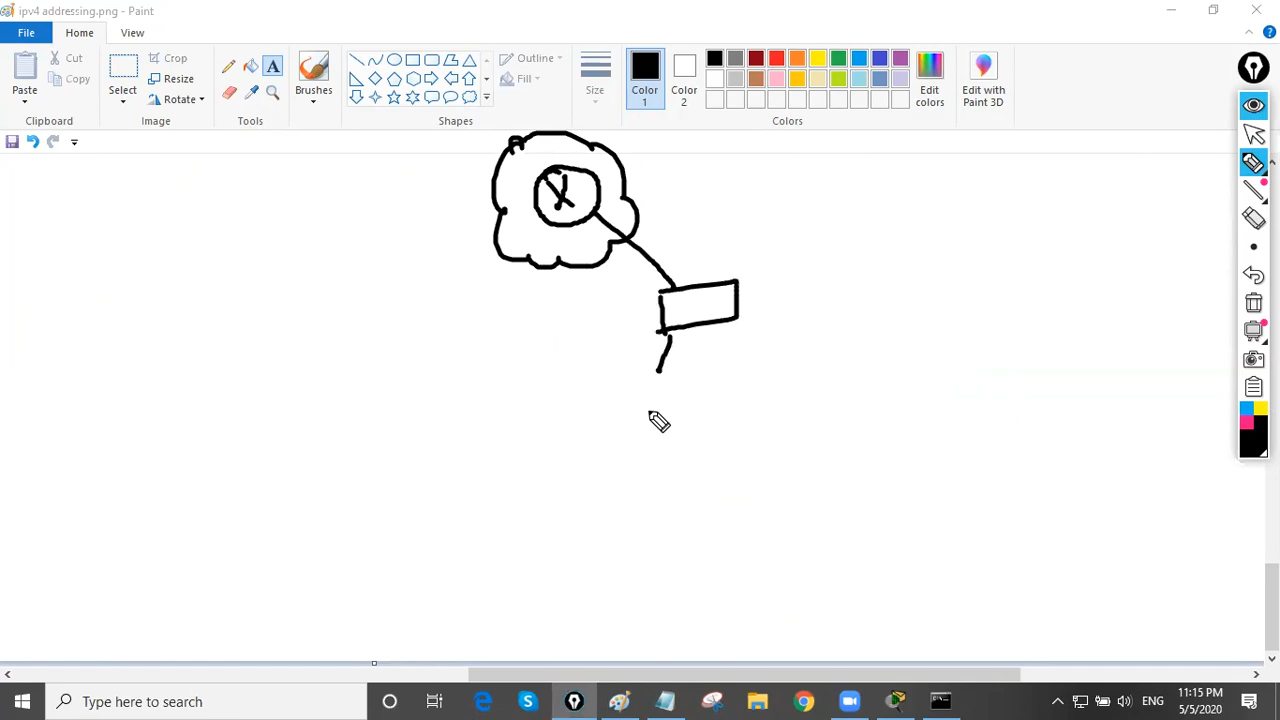 ipv4 addressing.png - Paint
File
Home
View
Paste
Cut
Copy
Clipboard
Select
Crop
Resize
Rotate
Image
A
Tools
Brushes
Outline
Fill
Shapes
Size
Color
1
Color
2
Edit
colors
Edit with
Paint 3D
Colors
X
Type here to search
ENG
11:15 PM
5/5/2020